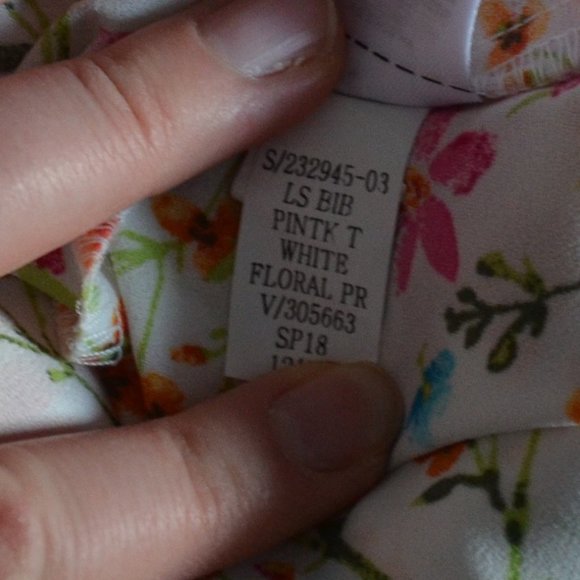 S/232945-03
LS BIB
PINTK T
WHITE
FLORAL PR
V/305663
SP18